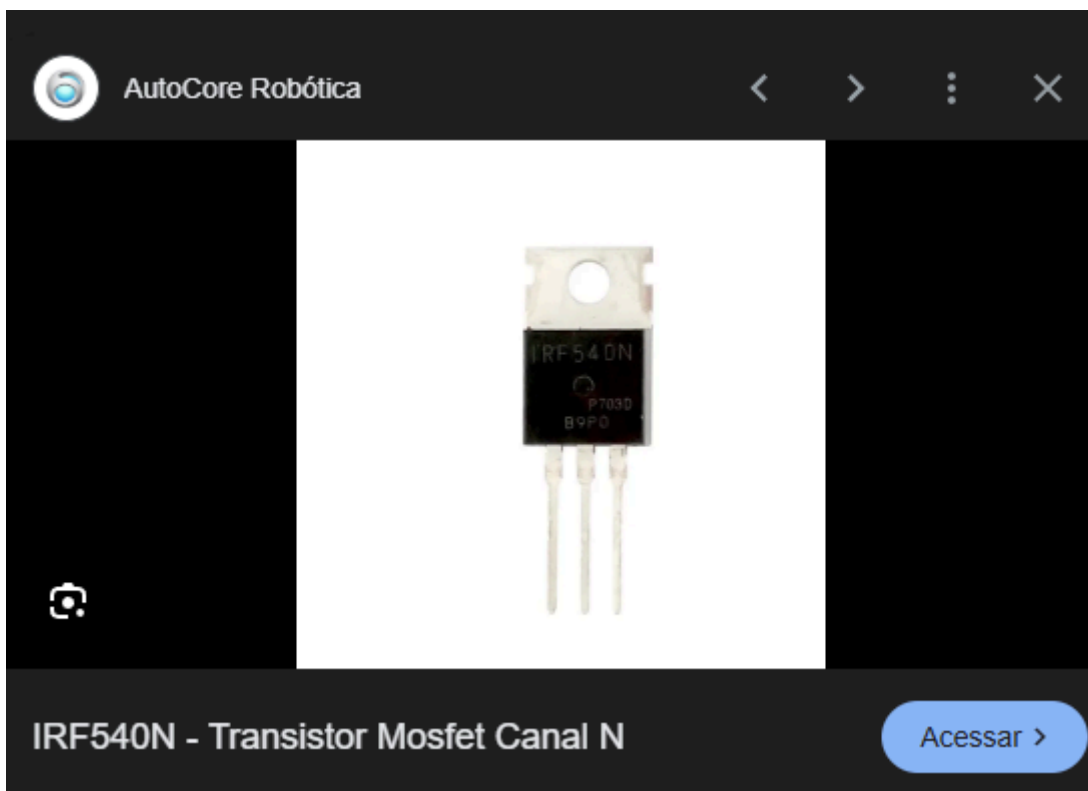 AutoCore Robótica
IRF540N
P703D
B9P0
IRF540N - Transistor Mosfet Canal N
Acessar >